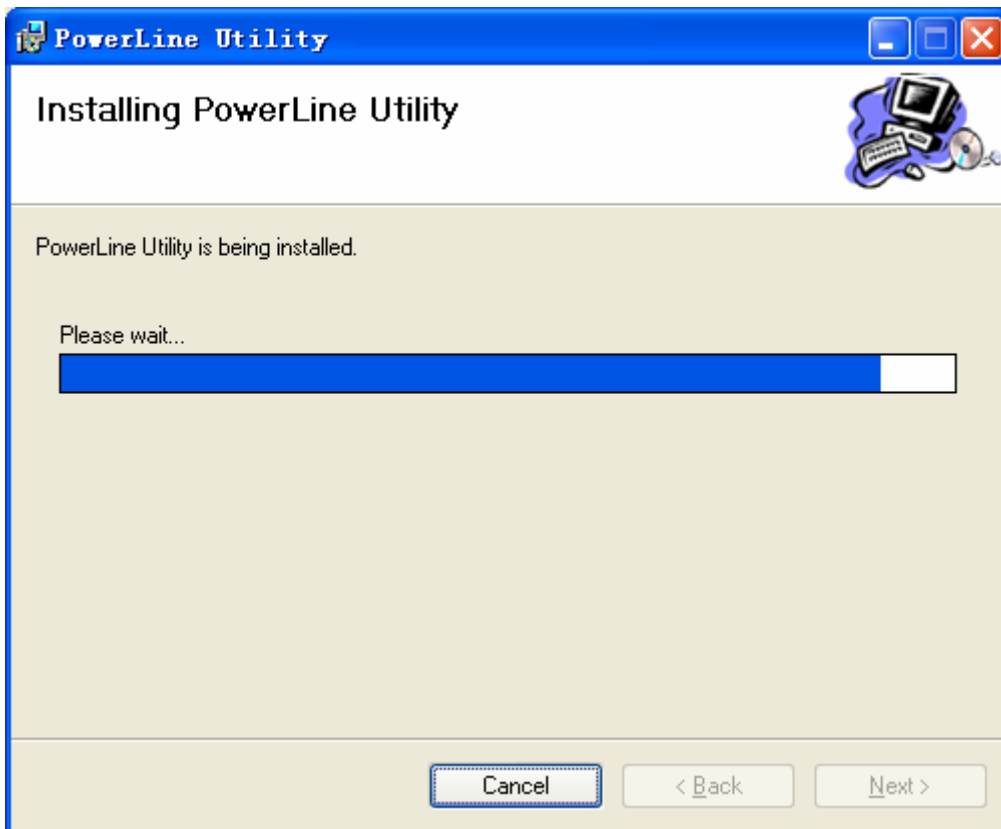 PowerLine Utility
Installing PowerLine Utility
PowerLine Utility is being installed.
Please wait...
Cancel
< Back
Next >